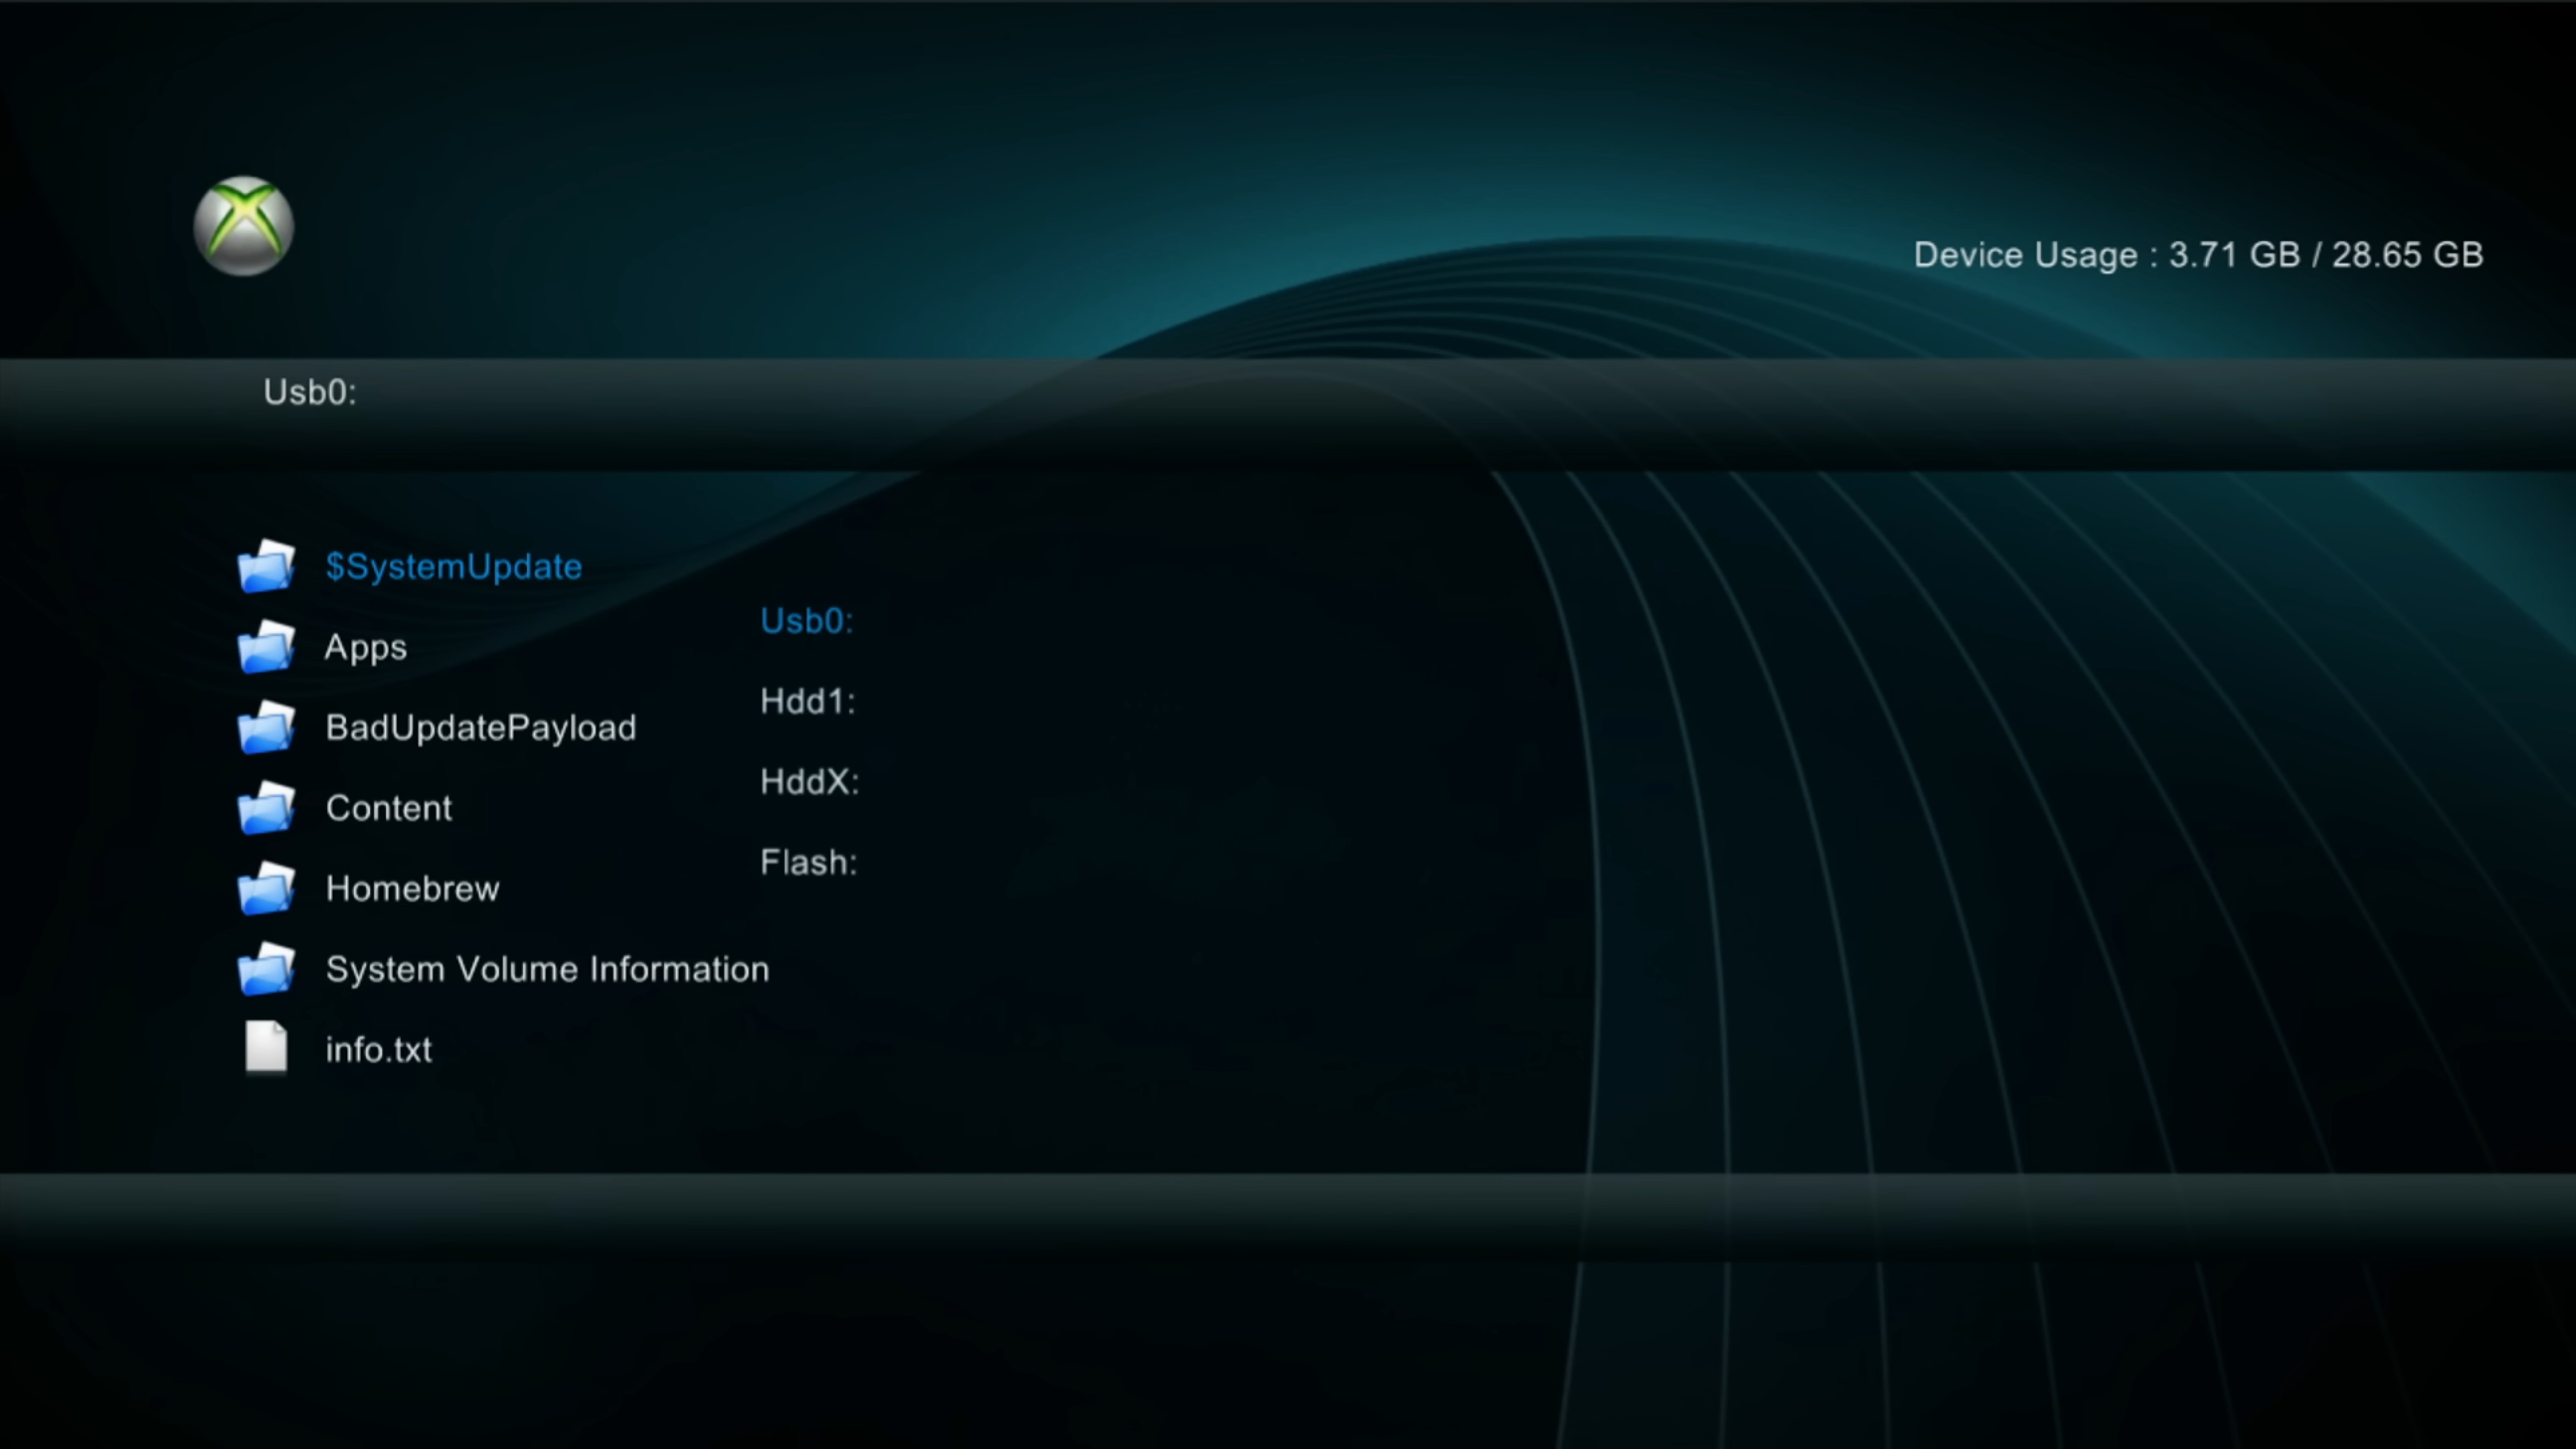 Device Usage : 3.71 GB / 28.65 GB
Usb0:
$SystemUpdate
Apps
BadUpdatePayload
Content
Homebrew
System Volume Information
info.txt
Usb0:
Hdd1:
HddX:
Flash: